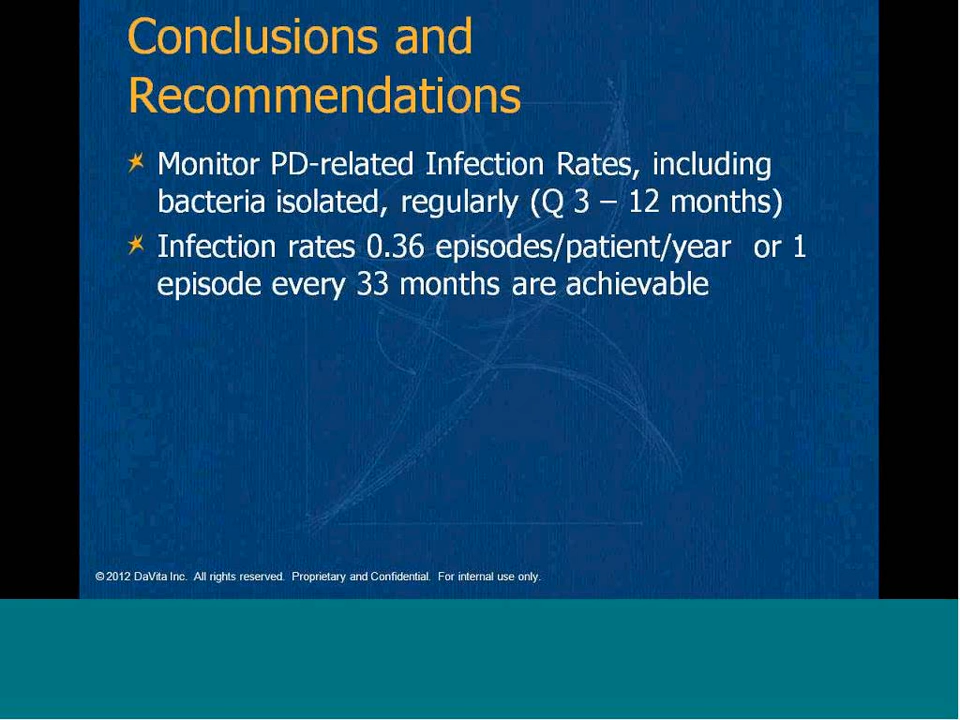 Conclusions and
Recommendations
Monitor PD-related Infection Rates, including
bacteria isolated, regularly (Q 3 – 12 months)
Infection rates 0.36 episodes/patient/year or 1
episode every 33 months are achievable
© 2012 DaVita Inc. All rights reserved. Proprietary and Confidential. For internal use only.